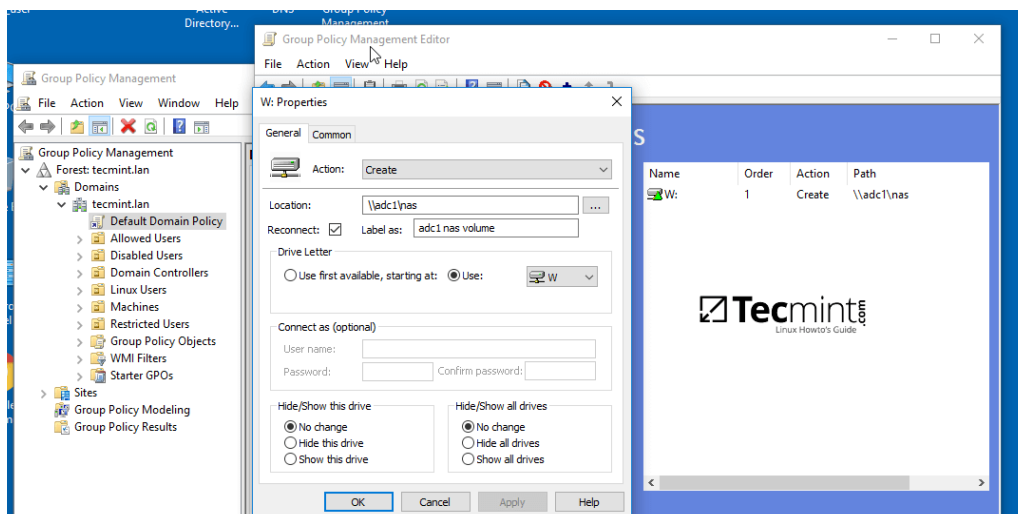 Active
Directory...
DNS
Group Policy
Management
Group Policy Management Editor
File Action View Help
Group Policy Management
File Action View Window Help
Group Policy Management
Forest: tecmint.lan
Domains
tecmint.lan
Default Domain Policy
Allowed Users
Disabled Users
Domain Controllers
Linux Users
Machines
Restricted Users
Group Policy Objects
WMI Filters
Starter GPOs
Sites
Group Policy Modeling
Group Policy Results
W: Properties
General Common
Action: Create
Location: \\adc1\nas ...
Reconnect: Label as: adc1 nas volume
Drive Letter
Use first available, starting at: Use: W
Connect as (optional)
User name:
Password: Confirm password:
Hide/Show this drive
No change
Hide this drive
Show this drive
Hide/Show all drives
No change
Hide all drives
Show all drives
OK Cancel Apply Help
s
Name Order Action Path
W: 1 Create \\adc1\nas
Tecmint.com
Linux Howto's Guide